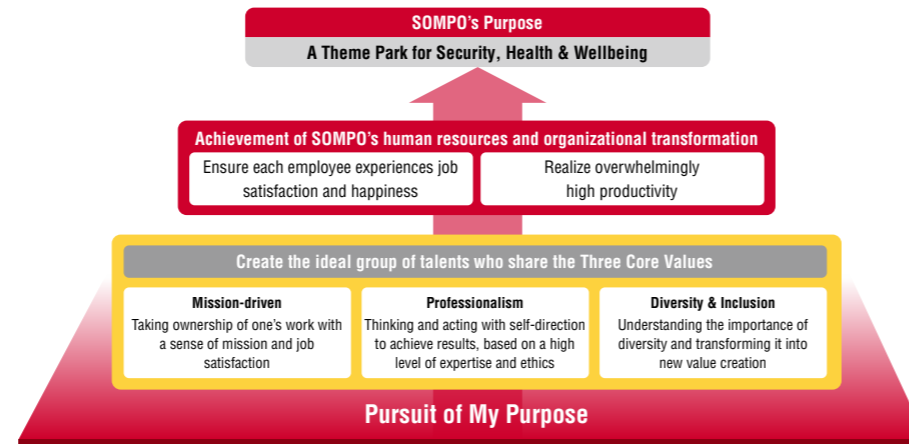 SOMPO's Purpose
A Theme Park for Security, Health & Wellbeing
Achievement of SOMPO's human resources and organizational transformation
Ensure each employee experiences job
satisfaction and happiness
Realize overwhelmingly
high productivity
Create the ideal group of talents who share the Three Core Values
Mission-driven
Taking ownership of one's work with
a sense of mission and job
satisfaction
Professionalism
Thinking and acting with self-direction
to achieve results, based on a high
level of expertise and ethics
Diversity & Inclusion
Understanding the importance of
diversity and transforming it into
new value creation
Pursuit of My Purpose